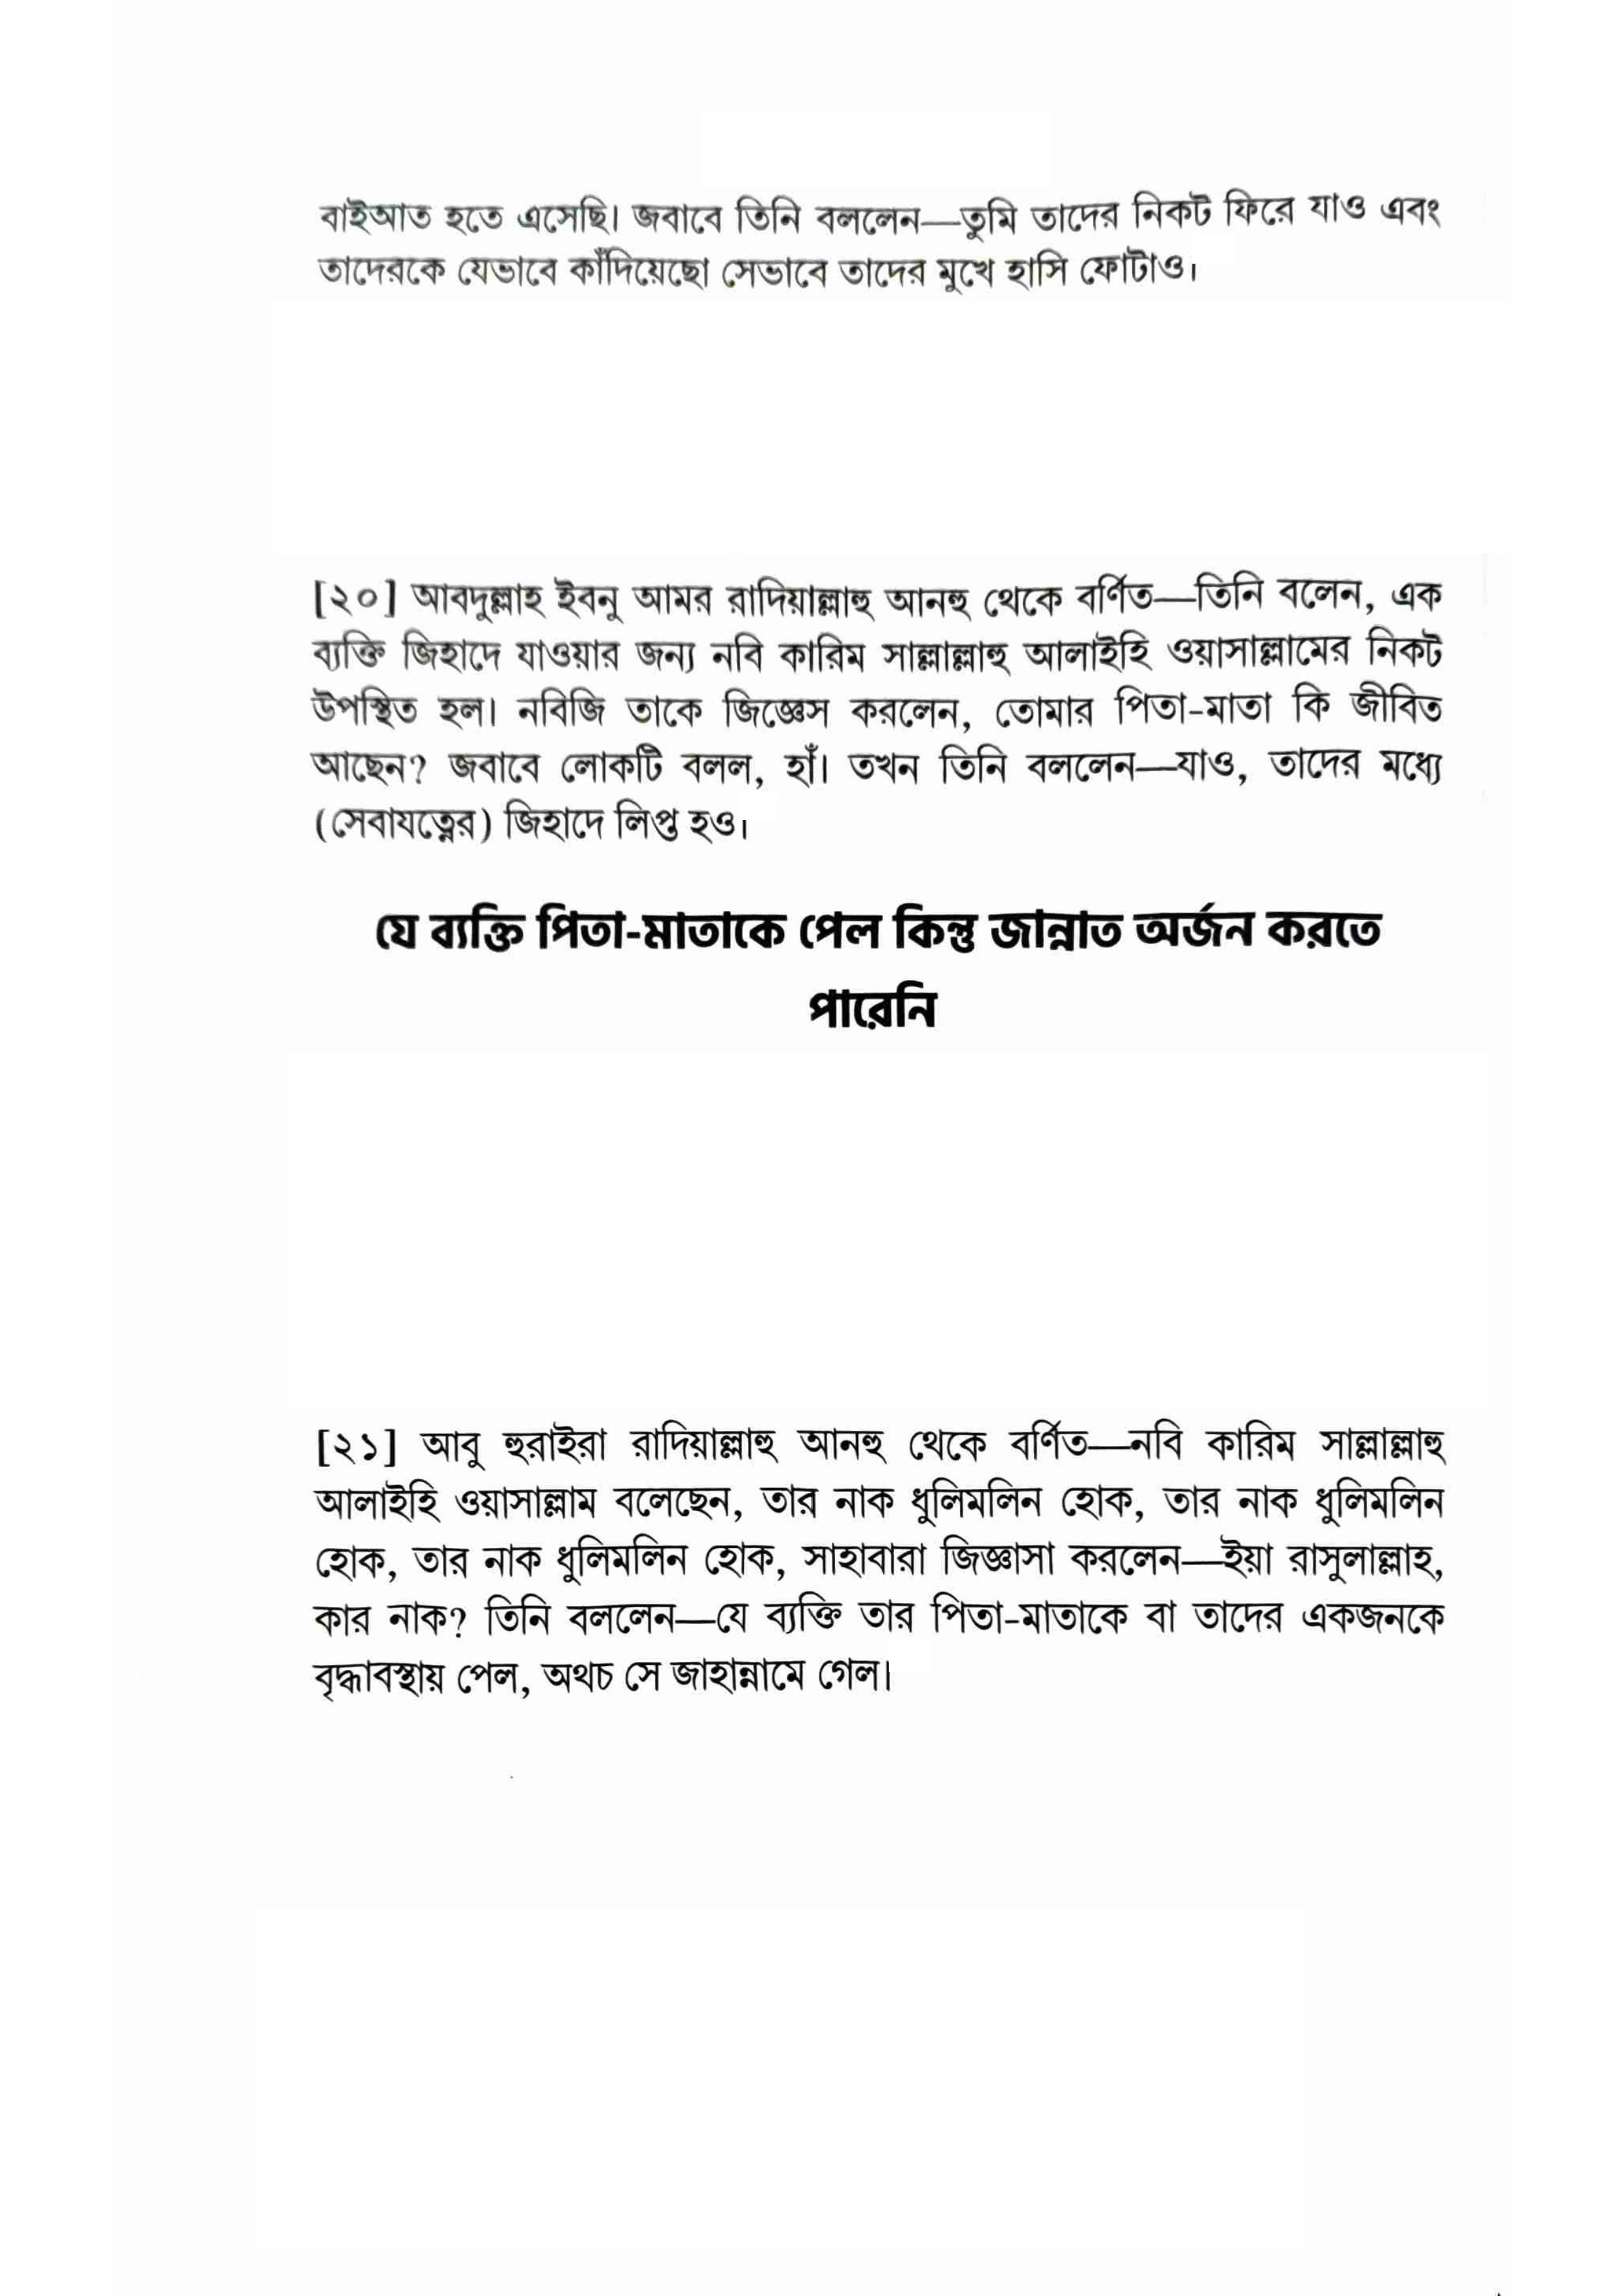 বাইআত হতে এসেছি। জবাবে তিনি বললেন—তুমি তাদের নিকট ফিরে যাও এবং
তাদেরকে যেভাবে কাঁদিয়েছো সেভাবে তাদের মুখে হাসি ফোটাও।
[২০] আবদুল্লাহ ইবনু আমর রাদিয়াল্লাহু আনহু থেকে বর্ণিত—তিনি বলেন, এক
ব্যক্তি জিহাদে যাওয়ার জন্য নবি কারিম সাল্লাল্লাহু আলাইহি ওয়াসাল্লামের নিকট
উপস্থিত হল। নবিজি তাকে জিজ্ঞেস করলেন, তোমার পিতা-মাতা কি জীবিত
আছেন? জবাবে লোকটি বলল, হাঁ। তখন তিনি বললেন—যাও, তাদের মধ্যে
(সেবাযত্নের) জিহাদে লিপ্ত হও।
যে ব্যক্তি পিতা-মাতাকে পেল কিন্তু জান্নাত অর্জন করতে
পারেনি
[২১] আবু হুরাইরা রাদিয়াল্লাহু আনহু থেকে বর্ণিত—নবি কারিম সাল্লাল্লাহু
আলাইহি ওয়াসাল্লাম বলেছেন, তার নাক ধুলিমলিন হোক, তার নাক ধুলিমলিন
হোক, তার নাক ধুলিমলিন হোক, সাহাবারা জিজ্ঞাসা করলেন—ইয়া রাসুলাল্লাহ,
কার নাক? তিনি বললেন—যে ব্যক্তি তার পিতা-মাতাকে বা তাদের একজনকে
বৃদ্ধাবস্থায় পেল, অথচ সে জাহান্নামে গেল।